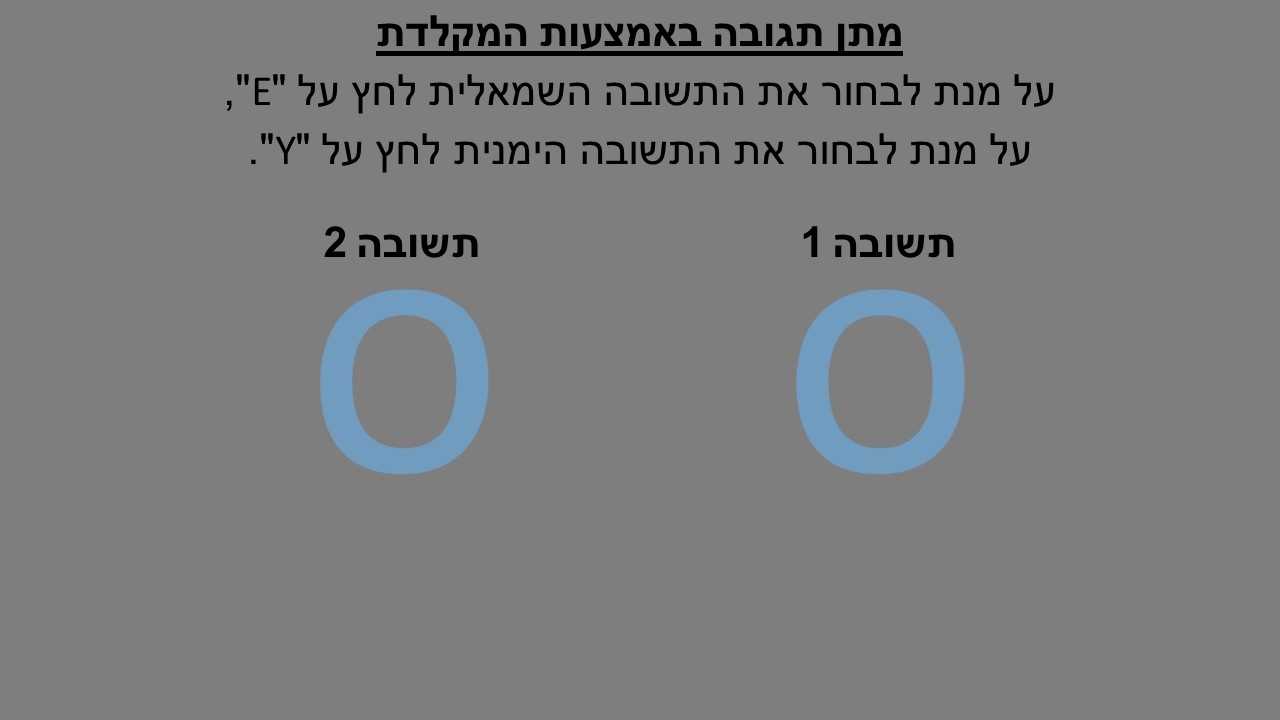 מתן תגובה באמצעות המקלדת
על מנת לבחור את התשובה השמאלית לחץ על "E",
על מנת לבחור את התשובה הימנית לחץ על "Y".
תשובה 1 תשובה 2
O O